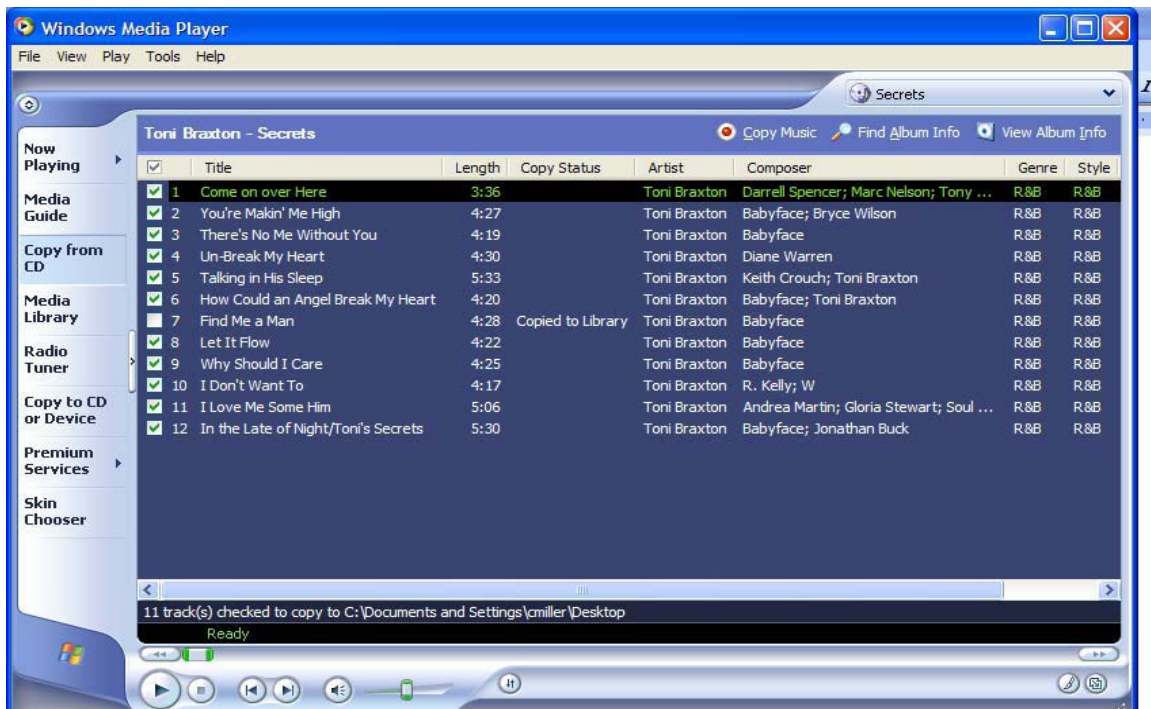 Windows Media Player
File View Play Tools Help
Secrets
Now Playing
Media Guide
Copy from CD
Media Library
Radio Tuner
Copy to CD or Device
Premium Services
Skin Chooser
Toni Braxton - Secrets Copy Music Find Album Info View Album Info
Title Length Copy Status Artist Composer Genre Style
1 Come on over Here 3:36 Toni Braxton Darrell Spencer; Marc Nelson; Tony ... R&B R&B
2 You're Makin' Me High 4:27 Toni Braxton Babyface; Bryce Wilson R&B R&B
3 There's No Me Without You 4:19 Toni Braxton Babyface R&B R&B
4 Un-Break My Heart 4:30 Toni Braxton Diane Warren R&B R&B
5 Talking in His Sleep 5:33 Toni Braxton Keith Crouch; Toni Braxton R&B R&B
6 How Could an Angel Break My Heart 4:20 Toni Braxton Babyface; Toni Braxton R&B R&B
7 Find Me a Man 4:28 Copied to Library Toni Braxton Babyface R&B R&B
8 Let It Flow 4:22 Toni Braxton Babyface R&B R&B
9 Why Should I Care 4:25 Toni Braxton Babyface R&B R&B
10 I Don't Want To 4:17 Toni Braxton R. Kelly; W R&B R&B
11 I Love Me Some Him 5:06 Toni Braxton Andrea Martin; Gloria Stewart; Soul ... R&B R&B
12 In the Late of Night/Toni's Secrets 5:30 Toni Braxton Babyface; Jonathan Buck R&B R&B
11 track(s) checked to copy to C:\Documents and Settings\cmiller\Desktop
Ready